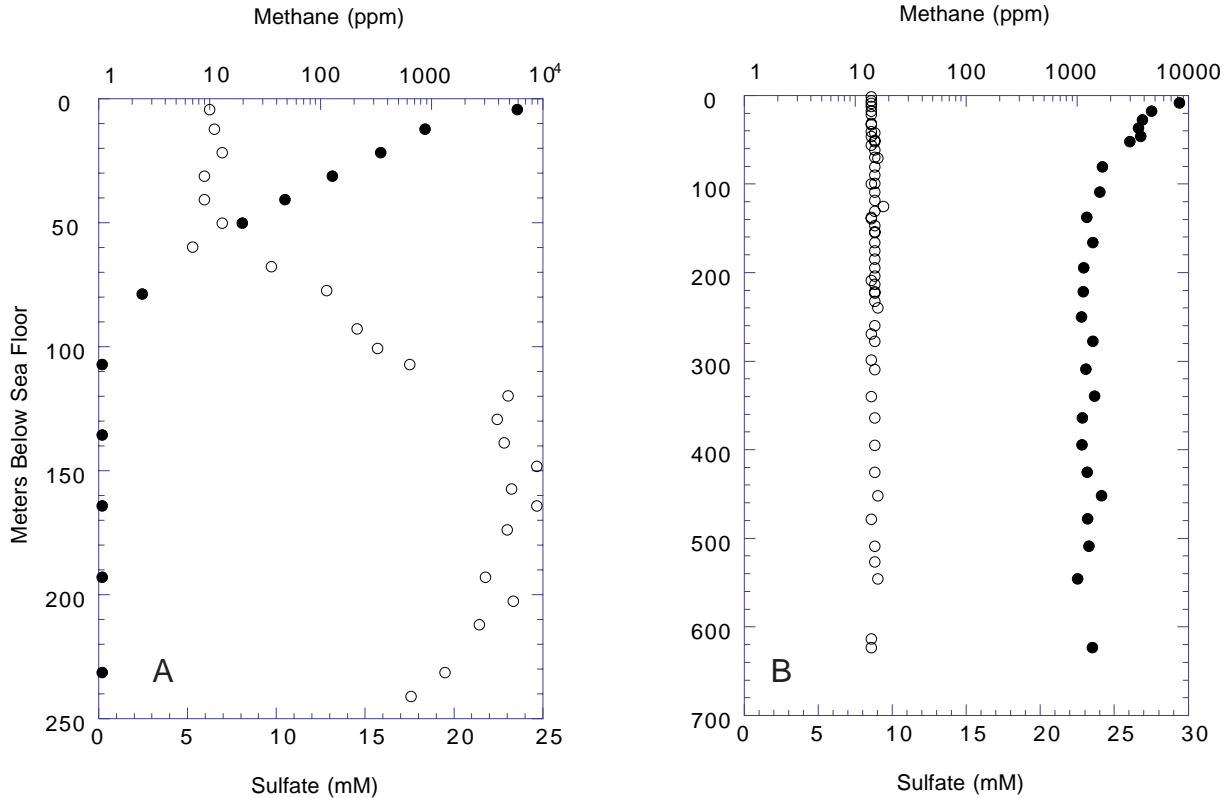 Methane (ppm)
1 10 100 1000 10⁴
0
50
100
150
200
250
Meters Below Sea Floor
A
0 5 10 15 20 25
Sulfate (mM)
Methane (ppm)
1 10 100 1000 10000
0
100
200
300
400
500
600
700
B
0 5 10 15 20 25 30
Sulfate (mM)